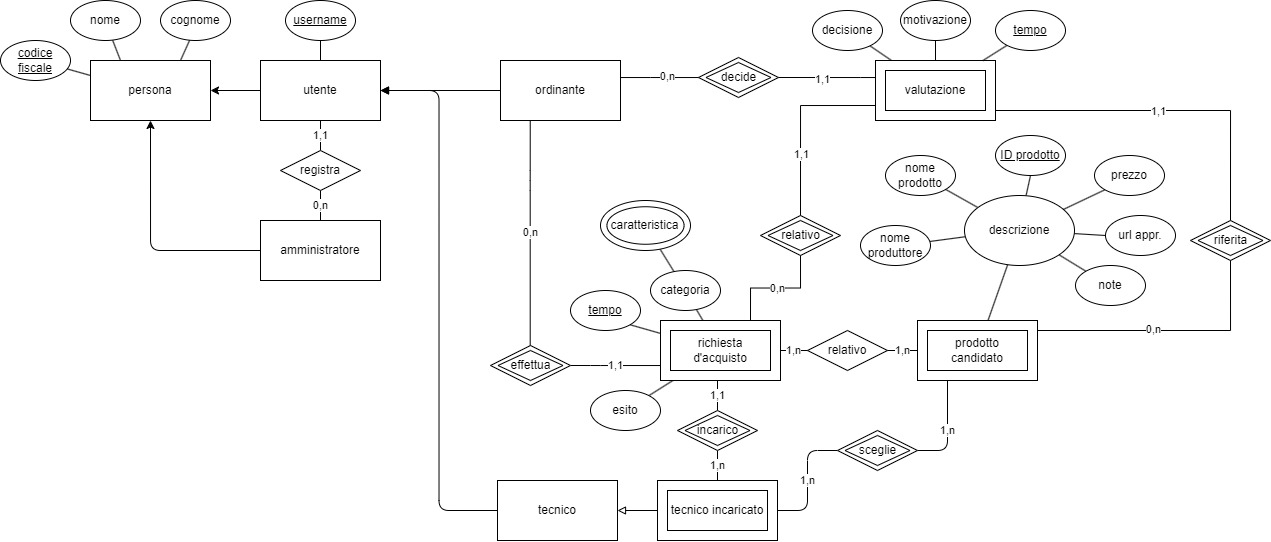 nome
cognome
username
codice
fiscale
persona
utente
ordinante
0,n
decide
1,1
decisione
motivazione
tempo
valutazione
1,1
1,1
registra
0,n
amministratore
1,1
nome
prodotto
ID prodotto
prezzo
descrizione
nome
produttore
url appr.
note
riferita
0,n
caratteristica
relativo
categoria
0,n
tempo
richiesta
d'acquisto
1,n
relativo
1,n
prodotto
candidato
0,n
effettua
1,1
esito
1,1
incarico
1,n
sceglie
1,n
1,n
tecnico
tecnico incaricato